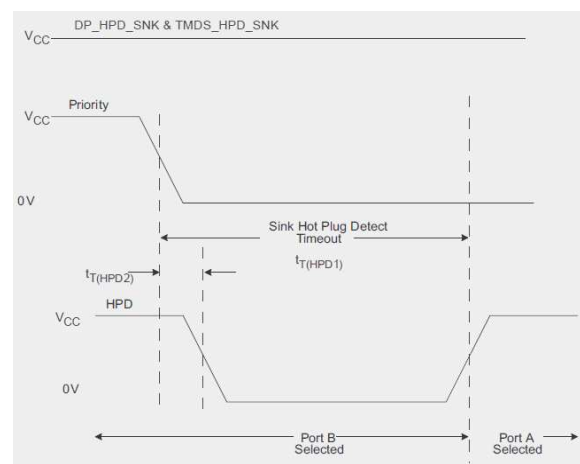 DP_HPD_SNK & TMDS_HPD_SNK
VCC
Priority
VCC
0V
Sink Hot Plug Detect
Timeout
tT(HPD1)
tT(HPD2)
HPD
VCC
0V
Port B
Selected
Port A
Selected